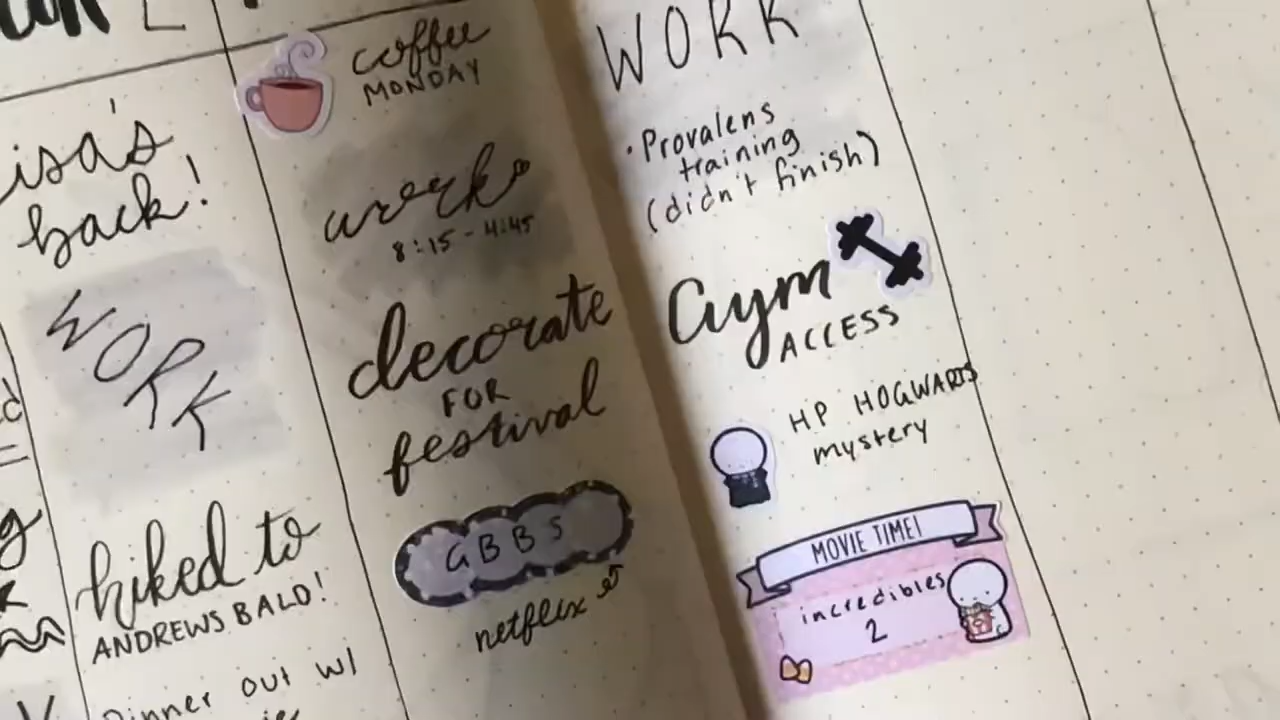 back!
WORK
hiked to
ANDREWS BALD!
Dinner out w/
coffee
MONDAY
work
8:15 - 4:45
decorate
FOR
festival
GBBS
netflix
WORK
• Provalens
training
(didn't finish)
Gym
ACCESS
HP HOGWARTS
mystery
MOVIE TIME!
incredibles
2